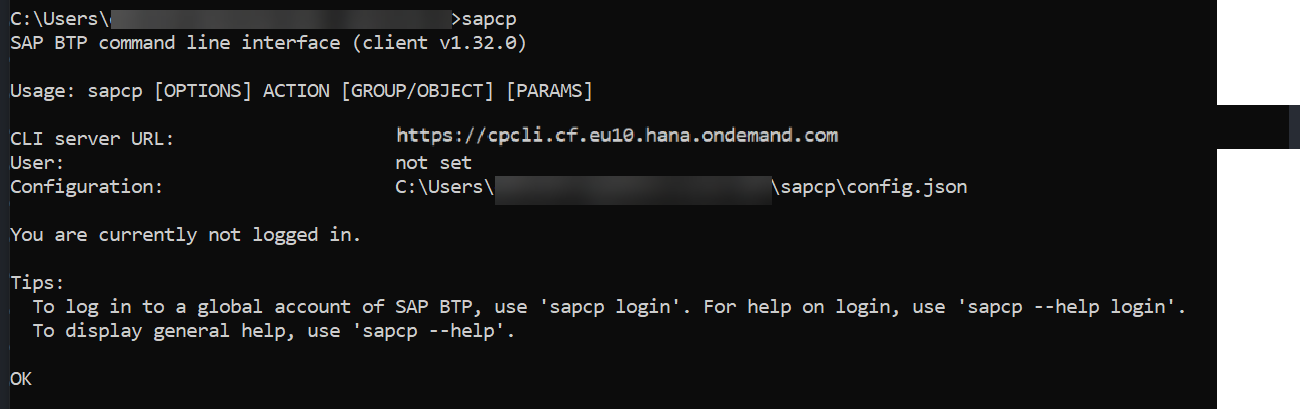 C:\Users\ >sapcp
SAP BTP command line interface (client v1.32.0)
Usage: sapcp [OPTIONS] ACTION [GROUP/OBJECT] [PARAMS]
CLI server URL: https://cpcli.cf.eu10.hana.ondemand.com
User: not set
Configuration: C:\Users\ \sapcp\config.json
You are currently not logged in.
Tips:
To log in to a global account of SAP BTP, use 'sapcp login'. For help on login, use 'sapcp --help login'.
To display general help, use 'sapcp --help'.
OK